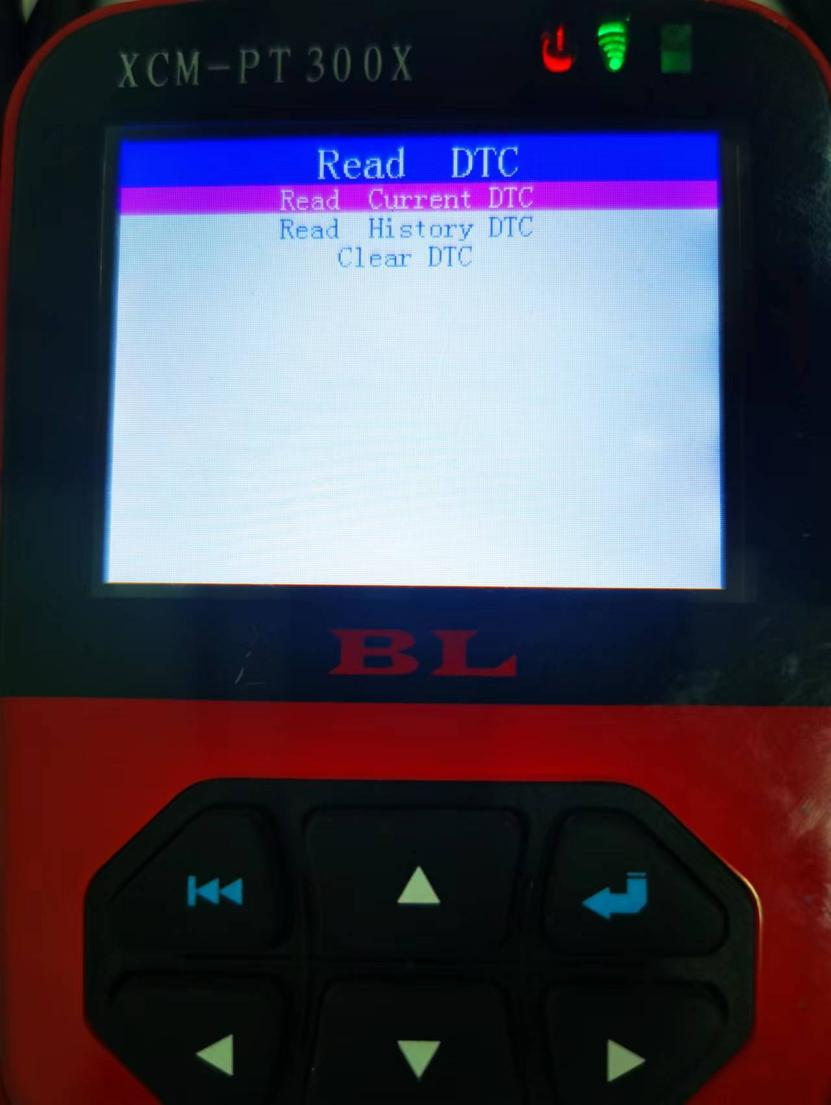 XCM-PT300X
Read DTC
Read Current DTC
Read History DTC
Clear DTC
BL